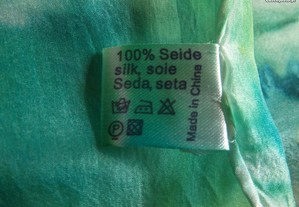 100% Seide
silk, soie
Seda, seta
P
Made in China